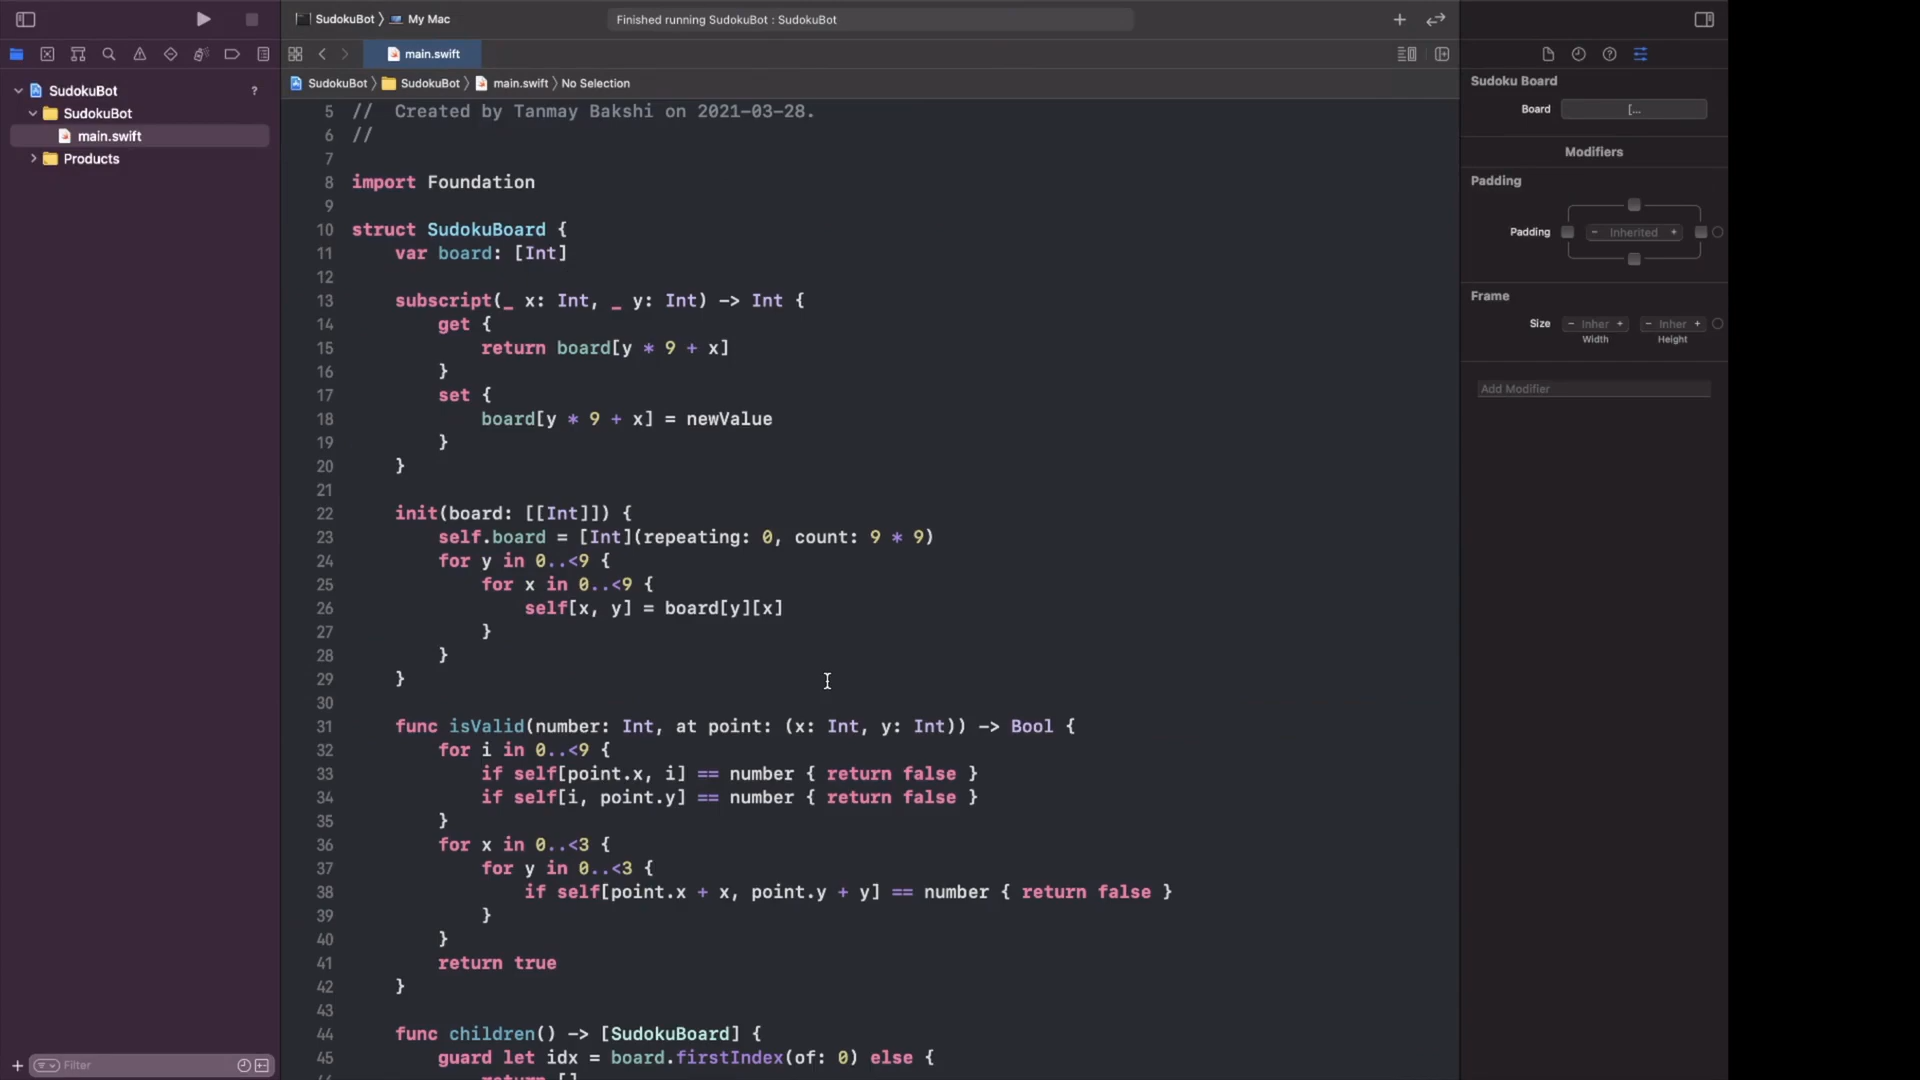 SudokuBot 〉 My Mac
Finished running SudokuBot : SudokuBot
main.swift
SudokuBot 〉 SudokuBot 〉 main.swift 〉 No Selection
SudokuBot ?
SudokuBot
main.swift
Products
Filter
5 //  Created by Tanmay Bakshi on 2021-03-28.
6 //
7
8 import Foundation
9
10 struct SudokuBoard {
11     var board: [Int]
12
13     subscript(_ x: Int, _ y: Int) -> Int {
14         get {
15             return board[y * 9 + x]
16         }
17         set {
18             board[y * 9 + x] = newValue
19         }
20     }
21
22     init(board: [[Int]]) {
23         self.board = [Int](repeating: 0, count: 9 * 9)
24         for y in 0..<9 {
25             for x in 0..<9 {
26                 self[x, y] = board[y][x]
27             }
28         }
29     }
30
31     func isValid(number: Int, at point: (x: Int, y: Int)) -> Bool {
32         for i in 0..<9 {
33             if self[point.x, i] == number { return false }
34             if self[i, point.y] == number { return false }
35         }
36         for x in 0..<3 {
37             for y in 0..<3 {
38                 if self[point.x + x, point.y + y] == number { return false }
39             }
40         }
41         return true
42     }
43
44     func children() -> [SudokuBoard] {
45         guard let idx = board.firstIndex(of: 0) else {
return []
Sudoku Board
Board [...
Modifiers
Padding
Padding − Inherited +
Frame
Size − Inher + − Inher +
Width Height
Add Modifier